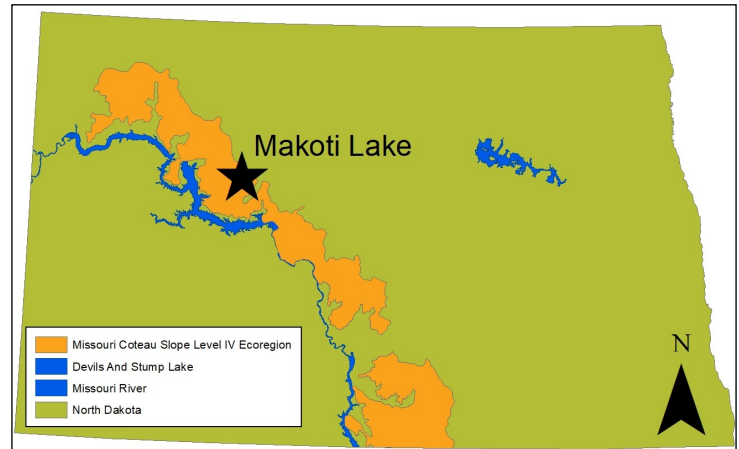 Makoti Lake
Missouri Coteau Slope Level IV Ecoregion
Devils And Stump Lake
Missouri River
North Dakota
N